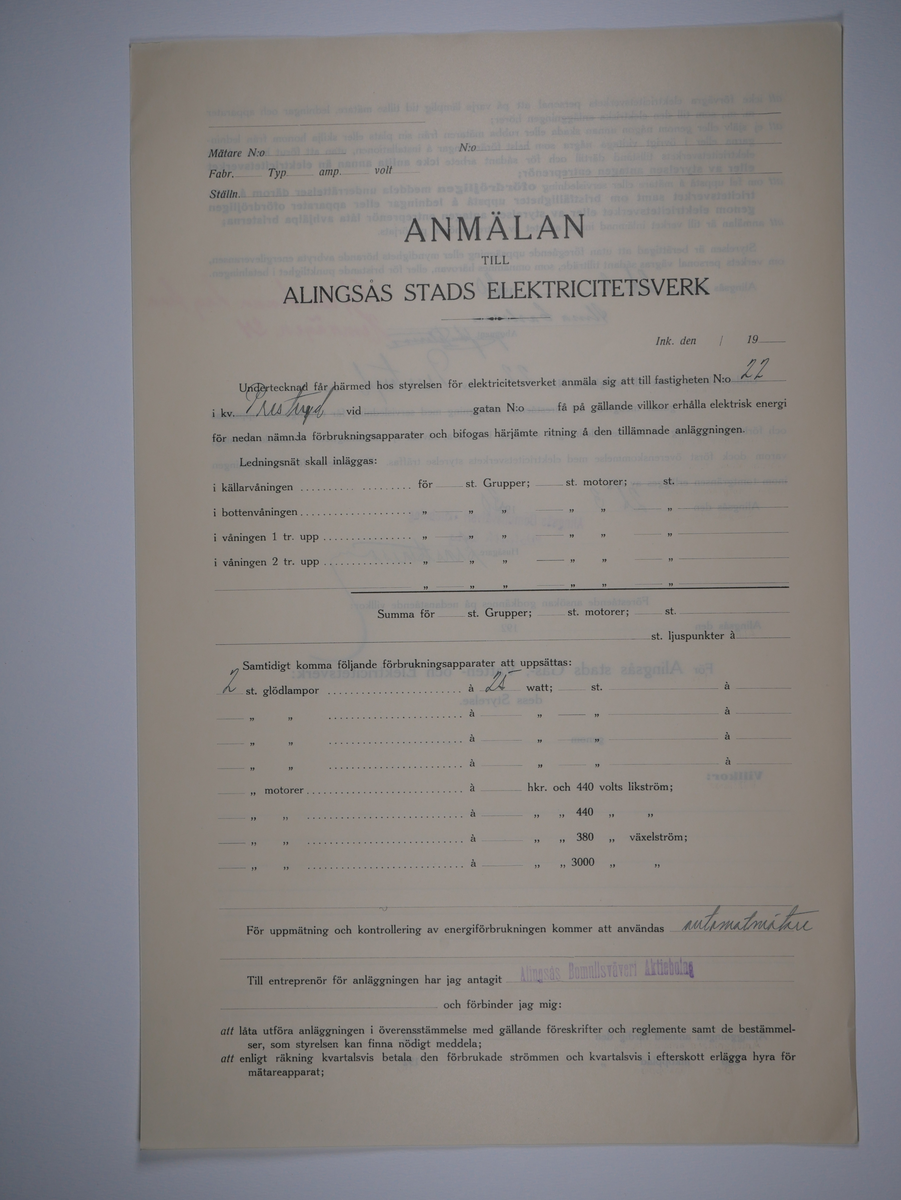 Mätare N:o N:o
Fabr. Typ amp. volt
Ställn.
ANMÄLAN
TILL
ALINGSÅS STADS ELEKTRICITETSVERK
Ink. den / 19
Undertecknad får härmed hos styrelsen för elektricitetsverket anmäla sig att till fastigheten N:o 22
i kv. vid gatan N:o få på gällande villkor erhålla elektrisk energi
för nedan nämnda förbrukningsapparater och bifogas härjämte ritning å den tillämnade anläggningen.
Ledningsnät skall inläggas:
i källarvåningen .................... för st. Grupper; st. motorer; st.
i bottenvåningen .................... „ „ „ „ „ „
i våningen 1 tr. upp ................ „ „ „ „ „ „
i våningen 2 tr. upp ................ „ „ „ „ „ „
„ „ „ „ „ „
Summa för st. Grupper; st. motorer; st.
st. ljuspunkter à
Samtidigt komma följande förbrukningsapparater att uppsättas:
2 st. glödlampor ........................ à 25 watt; st. à
„ „ ........................ à „ „ à
„ „ ........................ à „ „ à
„ „ ........................ à „ „ à
„ motorer ............................ à hkr. och 440 volts likström;
„ „ ............................ à „ „ 440 „ „
„ „ ............................ à „ „ 380 „ växelström;
„ „ ............................ à „ „ 3000 „ „
För uppmätning och kontrollering av energiförbrukningen kommer att användas automatmätare
Till entreprenör för anläggningen har jag antagit Alingsås Bomullsväveri Aktiebolag
och förbinder jag mig:
att låta utföra anläggningen i överensstämmelse med gällande föreskrifter och reglemente samt de bestämmel-
ser, som styrelsen kan finna nödigt meddela;
att enligt räkning kvartalsvis betala den förbrukade strömmen och kvartalsvis i efterskott erlägga hyra för
mätareapparat;